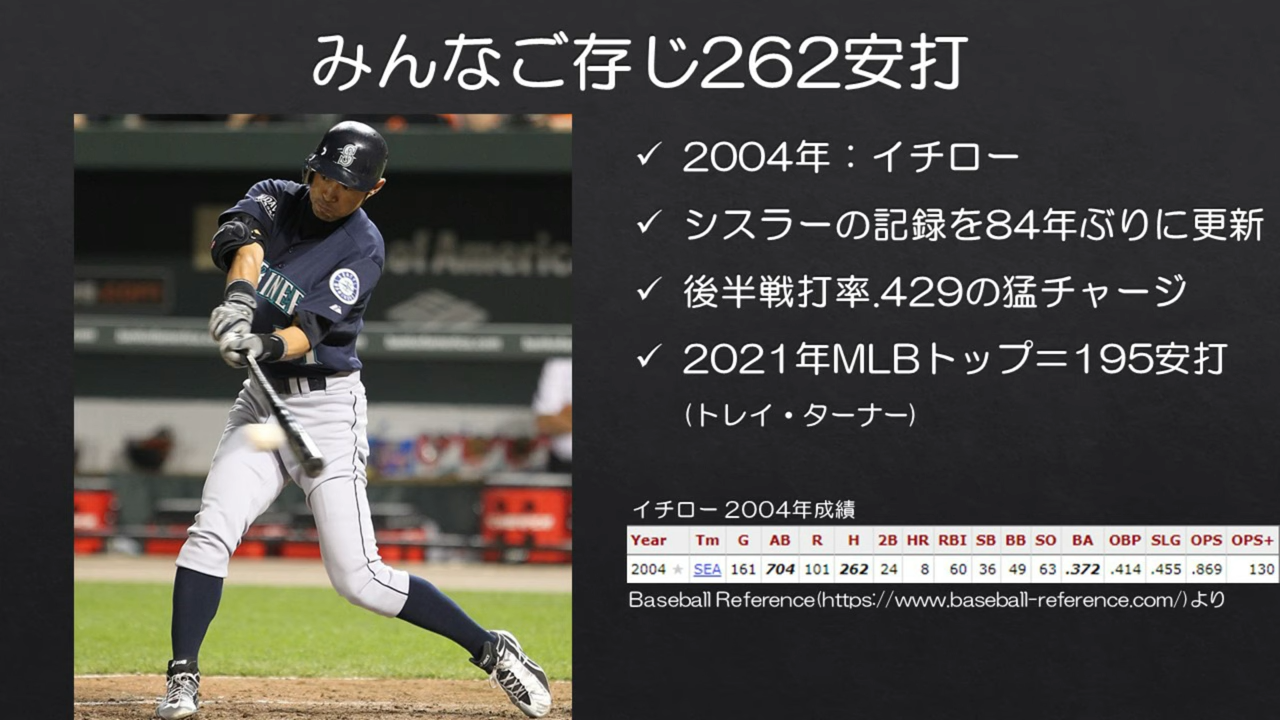 みんなご存じ262安打
✓ 2004年：イチロー
✓ シスラーの記録を84年ぶりに更新
✓ 後半戦打率.429の猛チャージ
✓ 2021年MLBトップ＝195安打
(トレイ・ターナー)
of Americ
S
イチロー 2004年成績
Year Tm G AB R H 2B HR RBI SB BB SO BA OBP SLG OPS OPS+
2004 ★ SEA 161 704 101 262 24 8 60 36 49 63 .372 .414 .455 .869 130
Baseball Reference(https://www.baseball-reference.com/)より